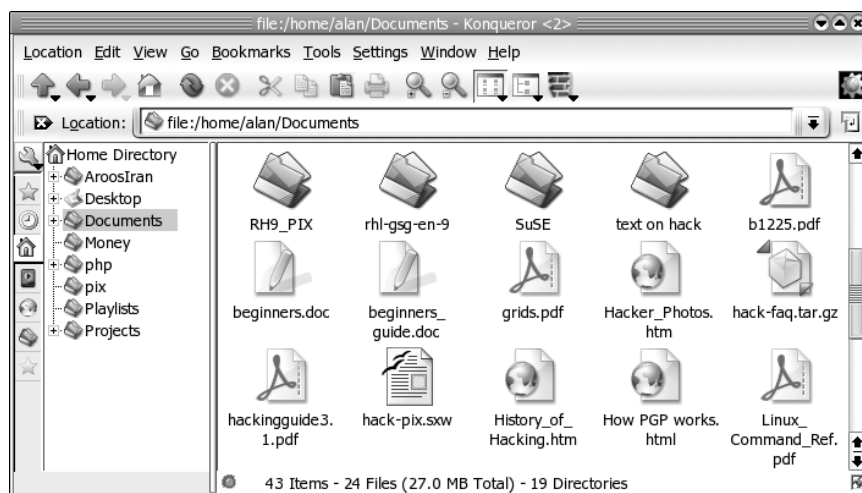 file:/home/alan/Documents - Konqueror <2>
Location Edit View Go Bookmarks Tools Settings Window Help
Location: file:/home/alan/Documents
Home Directory
AroosIran
Desktop
Documents
Money
php
pix
Playlists
Projects
RH9_PIX rhl-gsg-en-9 SuSE text on hack b1225.pdf
beginners.doc beginners_ grids.pdf Hacker_Photos. hack-faq.tar.gz
guide.doc htm
hackingguide3. hack-pix.sxw History_of_ How PGP works. Linux_
1.pdf Hacking.htm html Command_Ref.
pdf
43 Items - 24 Files (27.0 MB Total) - 19 Directories